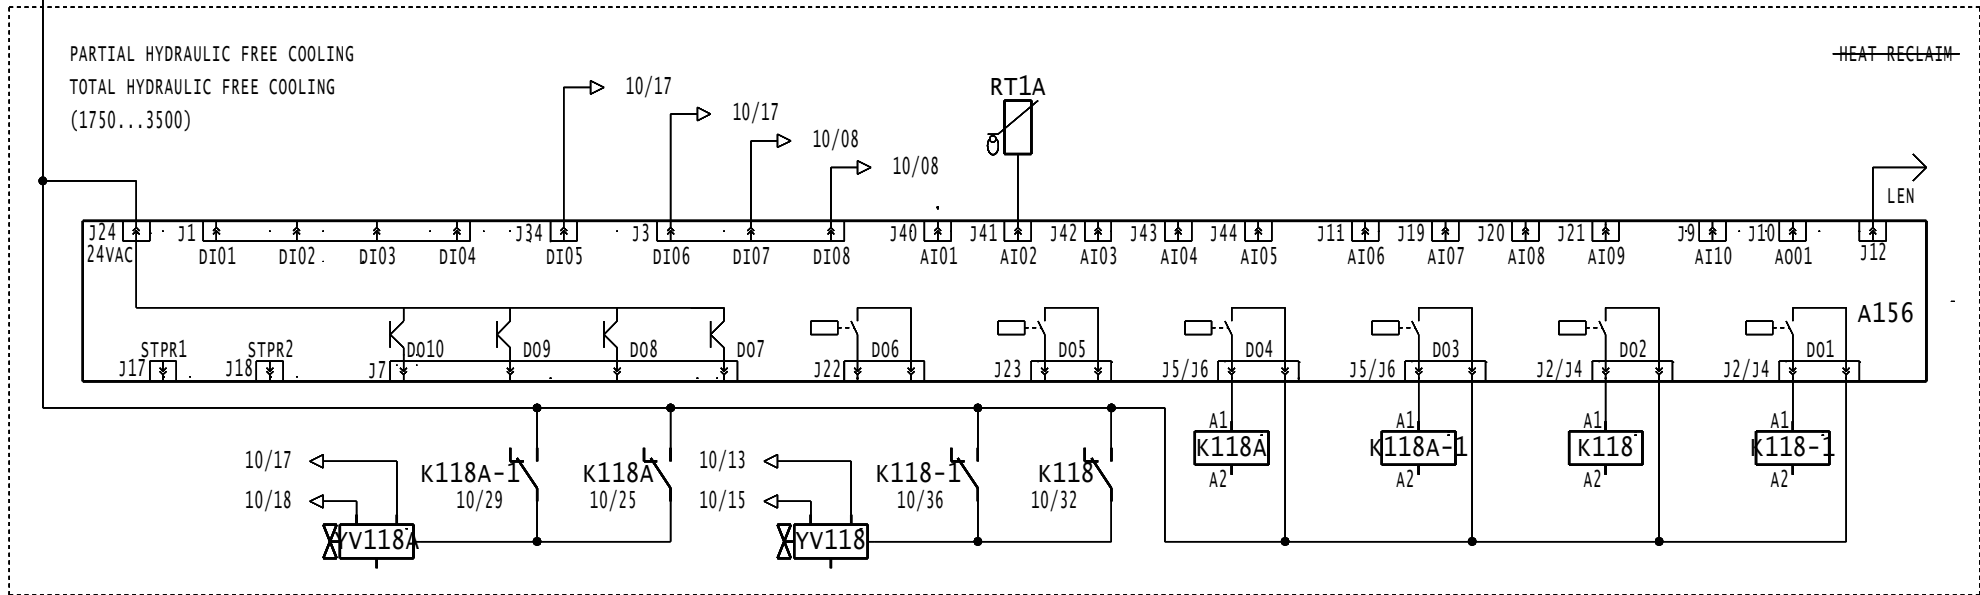 PARTIAL HYDRAULIC FREE COOLING
HEAT RECLAIM
TOTAL HYDRAULIC FREE COOLING
(1750...3500)
10/17
RT1A
10/17
10/08
10/08
LEN
J24 J1 J34 J3 J40 J41 J42 J43 J44 J11 J19 J20 J21 J9 J10
24VAC DI01 DI02 DI03 DI04 DI05 DI06 DI07 DI08 AI01 AI02 AI03 AI04 AI05 AI06 AI07 AI08 AI09 AI10 AO01 J12
A156
STPR1 STPR2 DO10 DO9 DO8 DO7 DO6 DO5 DO4 DO3 DO2 DO1
J17 J18 J7 J22 J23 J5/J6 J5/J6 J2/J4 J2/J4
A1 A1 A1 A1
K118A K118A-1 K118 K118-1
A2 A2 A2 A2
10/17 K118A-1 K118A 10/13 K118-1 K118
10/18 10/29 10/25 10/15 10/36 10/32
YV118A YV118